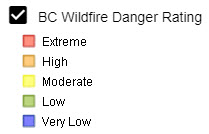 BC Wildfire Danger Rating
Extreme
High
Moderate
Low
Very Low